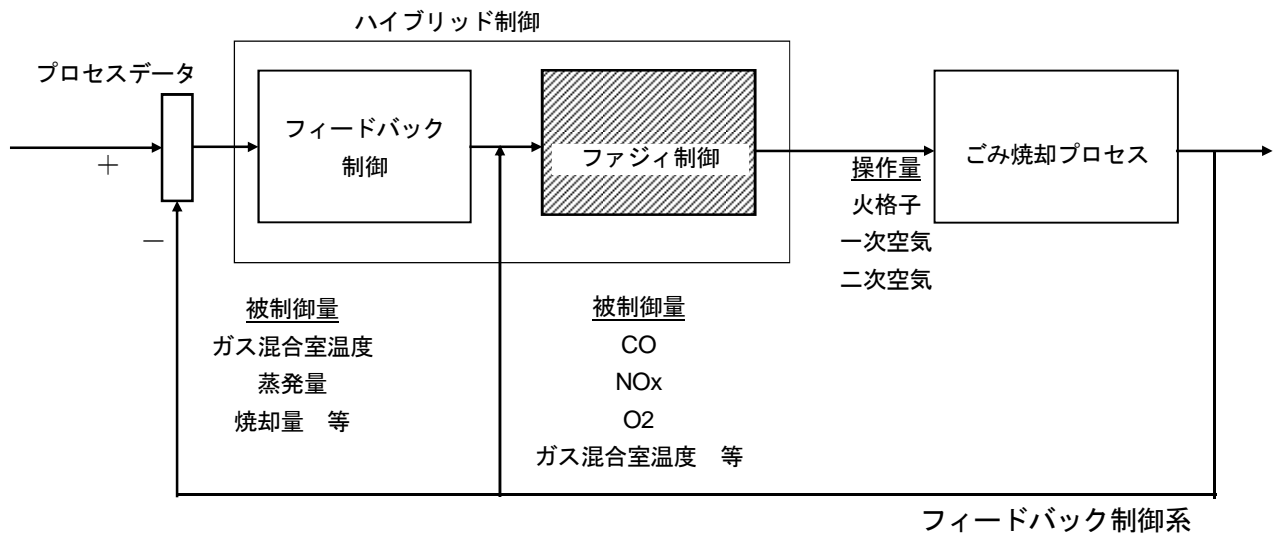 ハイブリッド制御
プロセスデータ
フィードバック
制御
ファジィ制御
ごみ焼却プロセス
＋
－
操作量
火格子
一次空気
二次空気
被制御量
ガス混合室温度
蒸発量
焼却量　等
被制御量
CO
NOx
O2
ガス混合室温度　等
フィードバック制御系